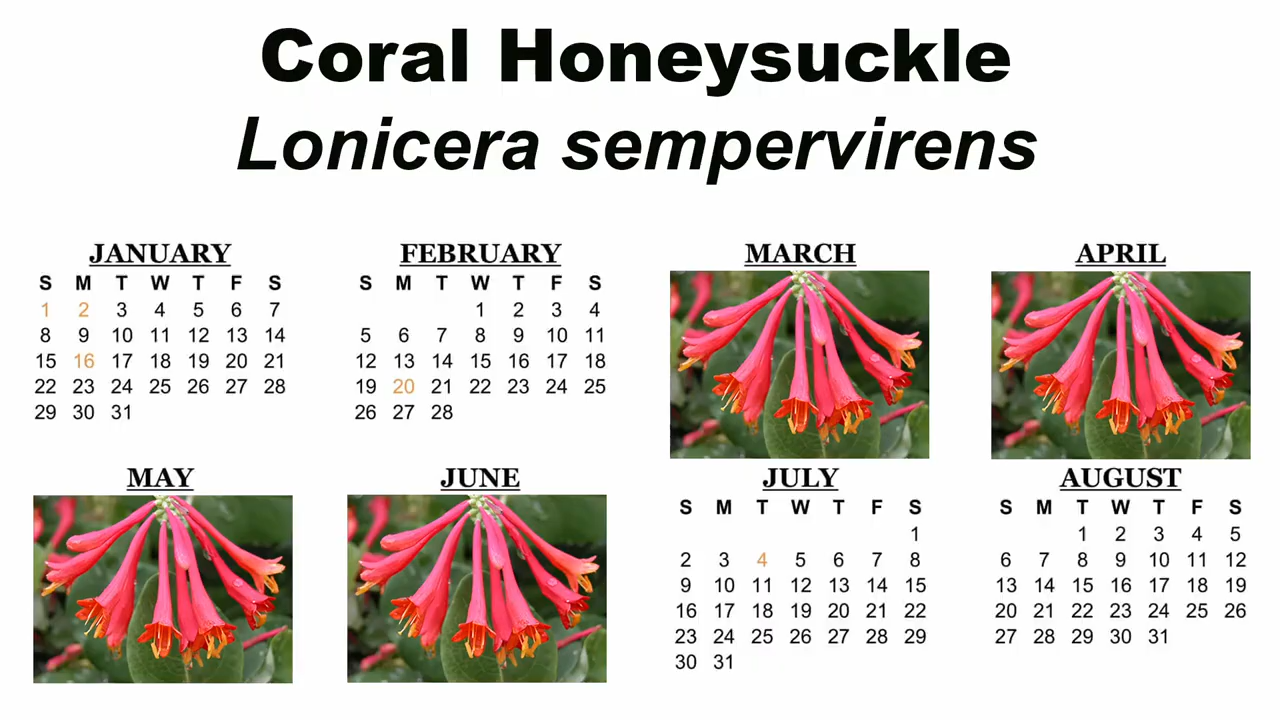 Coral Honeysuckle
Lonicera sempervirens
JANUARY
S M T W T F S
1 2 3 4 5 6 7
8 9 10 11 12 13 14
15 16 17 18 19 20 21
22 23 24 25 26 27 28
29 30 31
FEBRUARY
S M T W T F S
1 2 3 4
5 6 7 8 9 10 11
12 13 14 15 16 17 18
19 20 21 22 23 24 25
26 27 28
MARCH
APRIL
MAY
JUNE
JULY
S M T W T F S
1
2 3 4 5 6 7 8
9 10 11 12 13 14 15
16 17 18 19 20 21 22
23 24 25 26 27 28 29
30 31
AUGUST
S M T W T F S
1 2 3 4 5
6 7 8 9 10 11 12
13 14 15 16 17 18 19
20 21 22 23 24 25 26
27 28 29 30 31